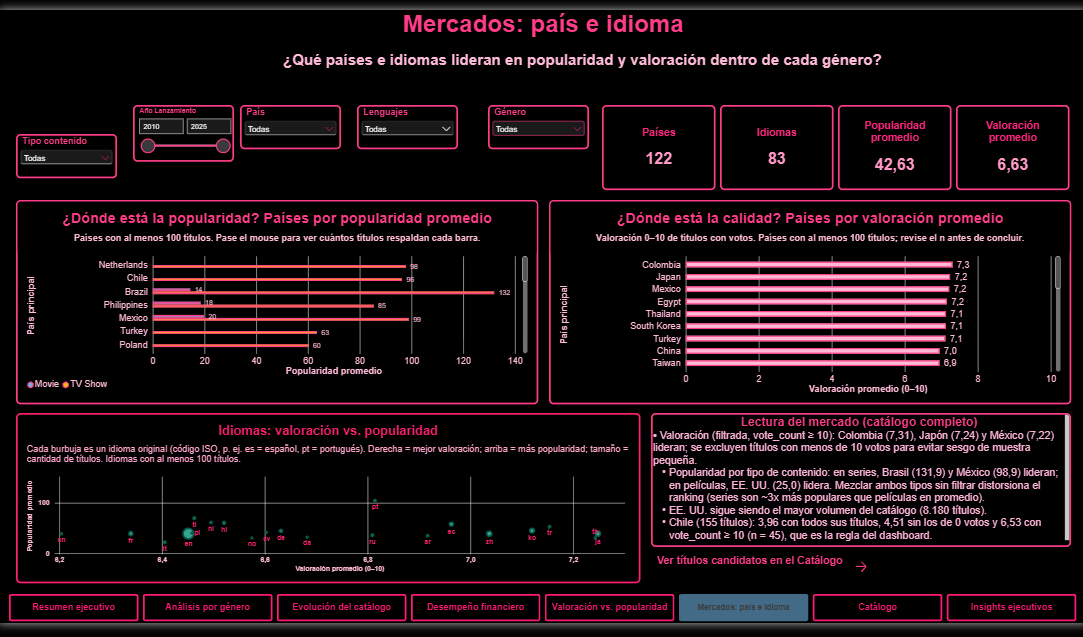 Mercados: país e idioma
¿Qué países e idiomas lideran en popularidad y valoración dentro de cada género?
Tipo contenido
Todas
Año Lanzamiento
2010
2025
País
Todas
Lenguajes
Todas
Género
Todas
Países
122
Idiomas
83
Popularidad
promedio
42,63
Valoración
promedio
6,63
¿Dónde está la popularidad? Países por popularidad promedio
Países con al menos 100 títulos. Pase el mouse para ver cuántos títulos respaldan cada barra.
País principal
Netherlands
98
Chile
96
Brazil
14
132
Philippines
18
85
Mexico
20
99
Turkey
63
Poland
60
0 20 40 60 80 100 120 140
Popularidad promedio
Movie TV Show
¿Dónde está la calidad? Países por valoración promedio
Valoración 0–10 de títulos con votos. Países con al menos 100 títulos; revise el n antes de concluir.
País principal
Colombia 7,3
Japan 7,2
Mexico 7,2
Egypt 7,2
Thailand 7,1
South Korea 7,1
Turkey 7,1
China 7,0
Taiwan 6,9
0 2 4 6 8 10
Valoración promedio (0–10)
Idiomas: valoración vs. popularidad
Cada burbuja es un idioma original (código ISO, p. ej. es = español, pt = portugués). Derecha = mejor valoración; arriba = más popularidad; tamaño =
cantidad de títulos. Idiomas con al menos 100 títulos.
Popularidad promedio
100
0
fr
it
tl
pl
en
nl
hi
no
sv
de
da
pt
ru
ar
es
zh
ko
tr
th
ja
6,2 6,4 6,6 6,8 7,0 7,2
Valoración promedio (0–10)
Lectura del mercado (catálogo completo)
• Valoración (filtrada, vote_count ≥ 10): Colombia (7,31), Japón (7,24) y México (7,22)
lideran; se excluyen títulos con menos de 10 votos para evitar sesgo de muestra
pequeña.
• Popularidad por tipo de contenido: en series, Brasil (131,9) y México (98,9) lideran;
en películas, EE. UU. (25,0) lidera. Mezclar ambos tipos sin filtrar distorsiona el
ranking (series son ~3x más populares que películas en promedio).
• EE. UU. sigue siendo el mayor volumen del catálogo (8.180 títulos).
• Chile (155 títulos): 3,96 con todos sus títulos, 4,51 sin los de 0 votos y 6,53 con
vote_count ≥ 10 (n = 45), que es la regla del dashboard.
Ver títulos candidatos en el Catálogo
Resumen ejecutivo
Análisis por género
Evolución del catálogo
Desempeño financiero
Valoración vs. popularidad
Mercados: país e idioma
Catálogo
Insights ejecutivos